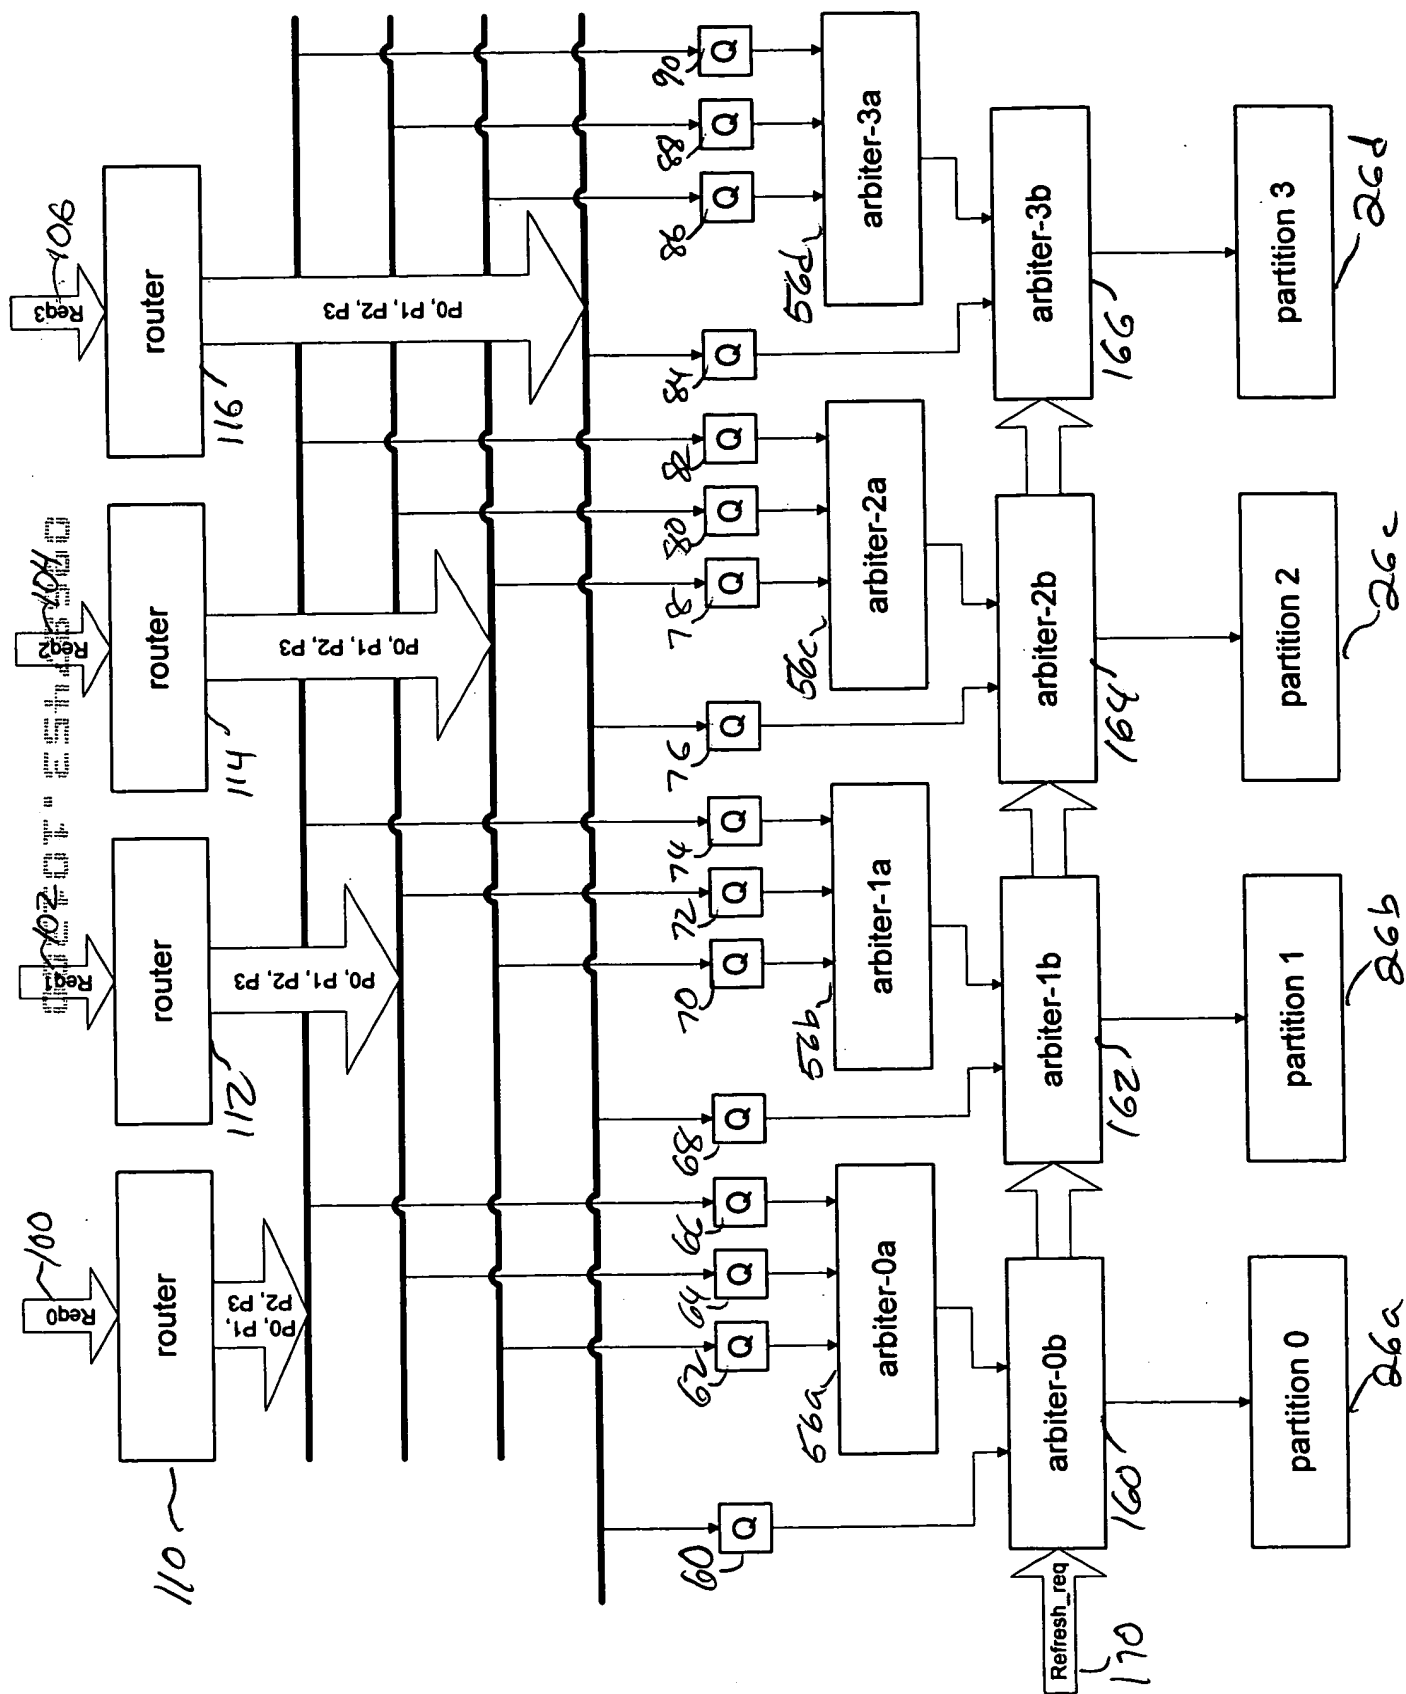 Req0
100
Req1
102
Req2
104
Req3
106
router
110
router
112
router
114
router
116
P0, P1,
P2, P3
P0, P1, P2, P3
P0, P1, P2, P3
P0, P1, P2, P3
Q
60
Q
62
Q
64
Q
66
Q
68
Q
70
Q
72
Q
74
Q
76
Q
78
Q
80
Q
82
Q
84
Q
86
Q
88
Q
90
arbiter-0a
56a
arbiter-1a
56b
arbiter-2a
56c
arbiter-3a
56d
Refresh_req
170
arbiter-0b
160
arbiter-1b
162
arbiter-2b
164
arbiter-3b
166
partition 0
26a
partition 1
26b
partition 2
26c
partition 3
26d